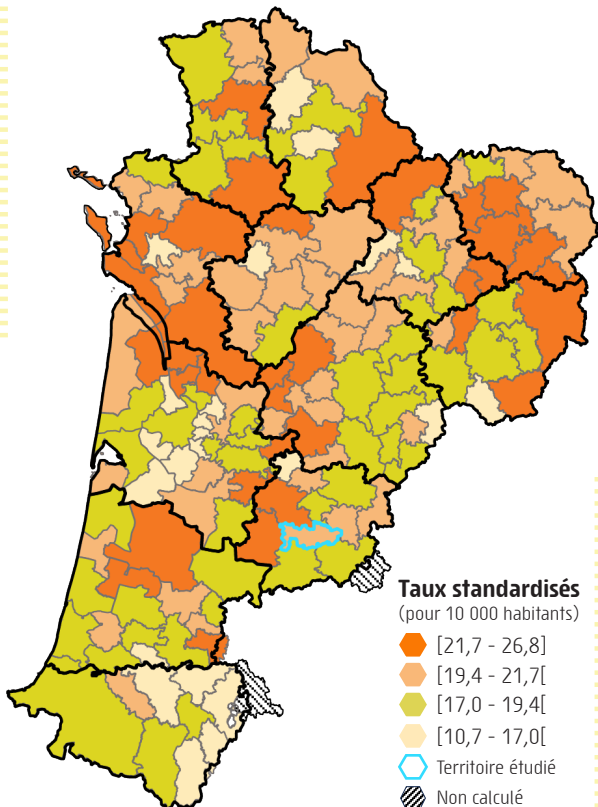 Taux standardisés
(pour 10 000 habitants)
[21,7 - 26,8]
[19,4 - 21,7[
[17,0 - 19,4[
[10,7 - 17,0[
Territoire étudié
Non calculé